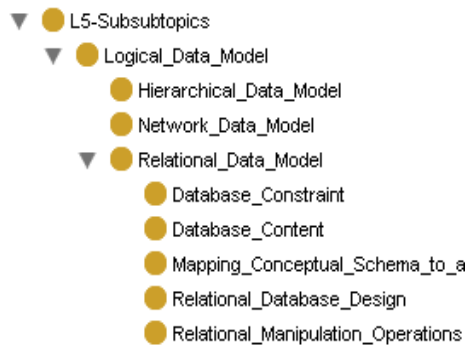 L5-Subsubtopics
Logical_Data_Model
Hierarchical_Data_Model
Network_Data_Model
Relational_Data_Model
Database_Constraint
Database_Content
Mapping_Conceptual_Schema_to_a
Relational_Database_Design
Relational_Manipulation_Operations